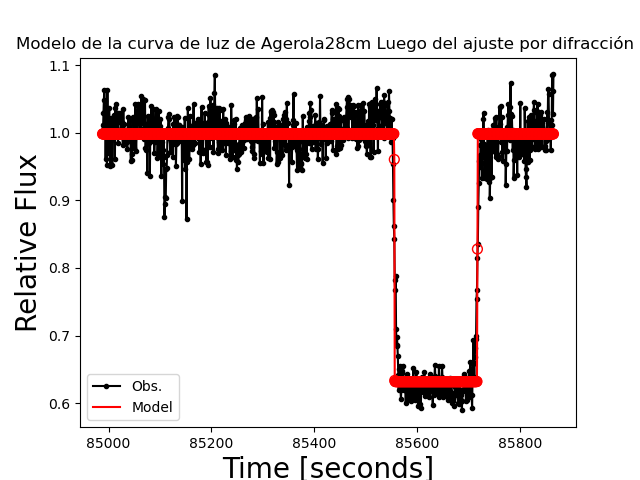 Modelo de la curva de luz de Agerola28cm Luego del ajuste por difracción
1.1
1.0
0.9
0.8
0.7
0.6
Relative Flux
Obs.
Model
85000 85200 85400 85600 85800
Time [seconds]